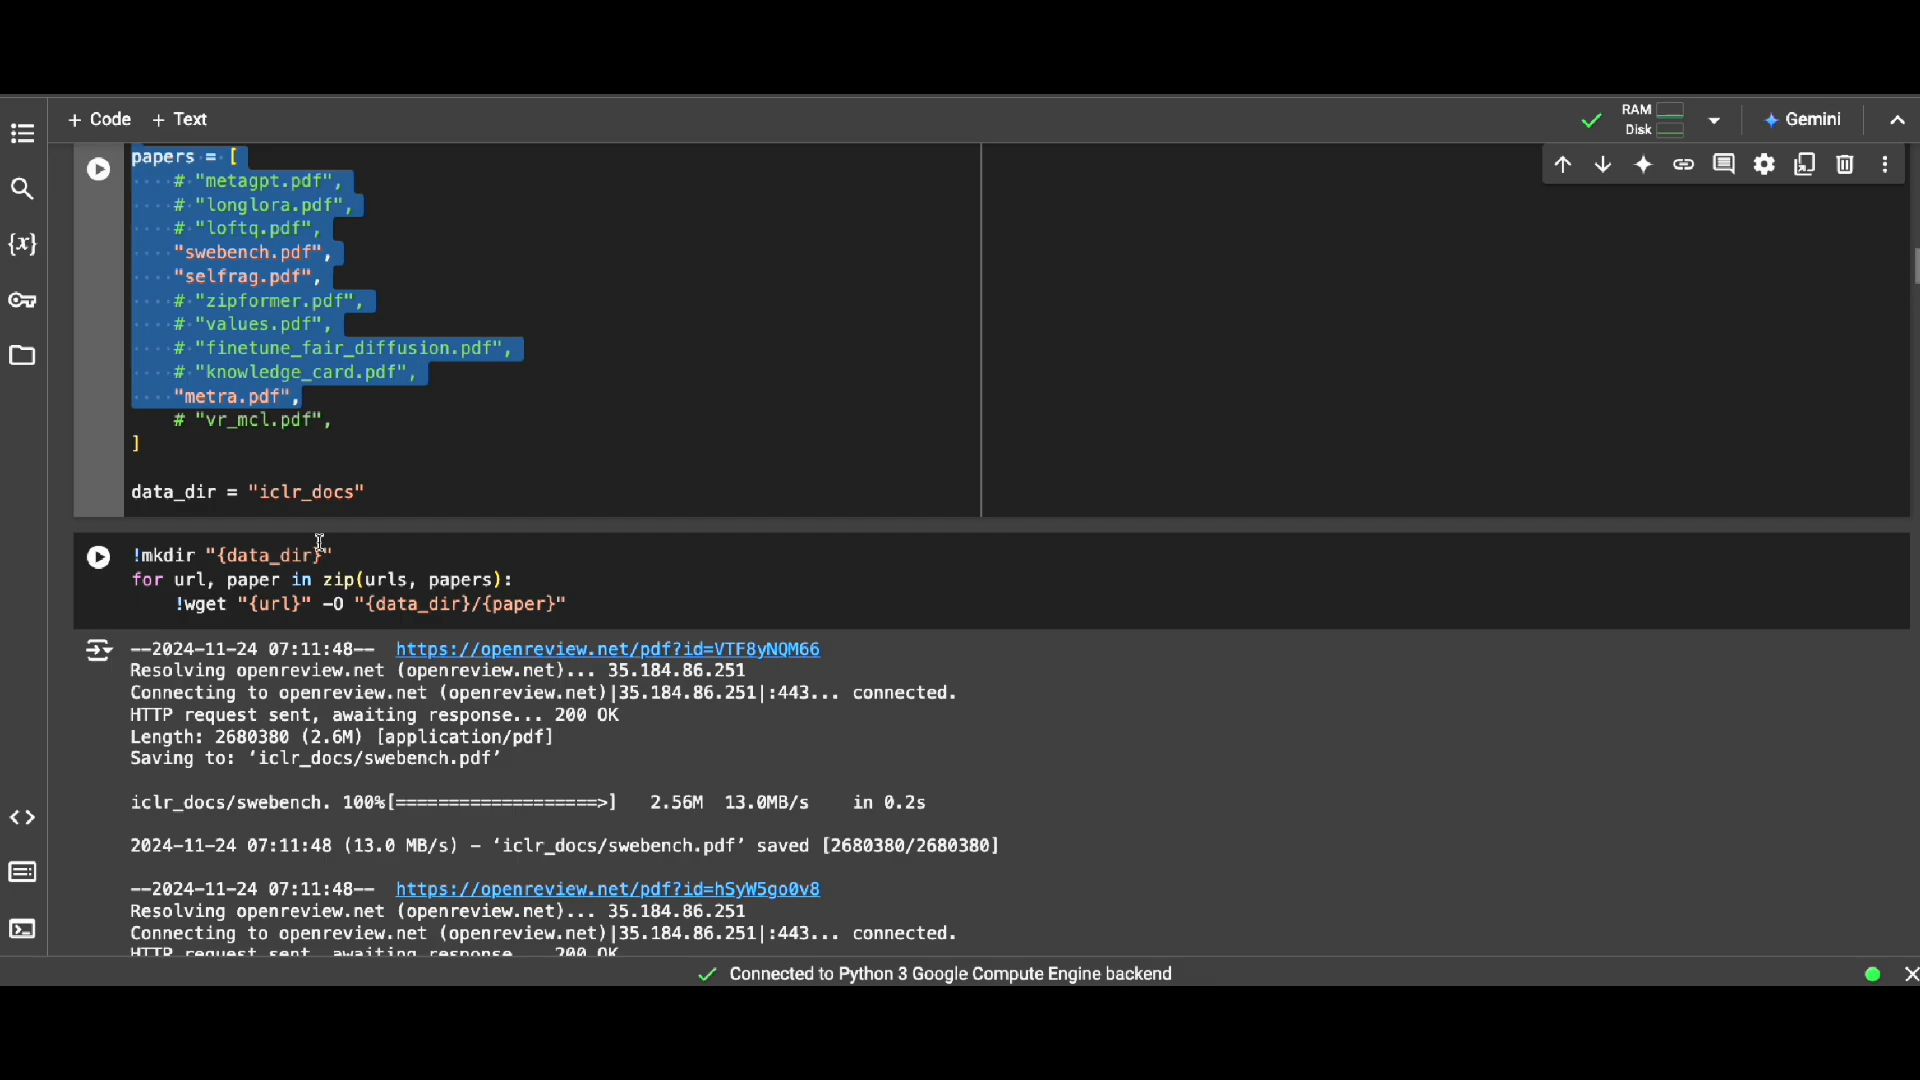 + Code + Text
RAM
Disk
Gemini
papers = [
# "metagpt.pdf",
# "longlora.pdf",
# "loftq.pdf",
"swebench.pdf",
"selfrag.pdf",
# "zipformer.pdf",
# "values.pdf",
# "finetune_fair_diffusion.pdf",
# "knowledge_card.pdf",
"metra.pdf",
# "vr_mcl.pdf",
]
data_dir = "iclr_docs"
!mkdir "{data_dir}"
for url, paper in zip(urls, papers):
!wget "{url}" -O "{data_dir}/{paper}"
--2024-11-24 07:11:48-- https://openreview.net/pdf?id=VTF8yNQM66
Resolving openreview.net (openreview.net)... 35.184.86.251
Connecting to openreview.net (openreview.net)|35.184.86.251|:443... connected.
HTTP request sent, awaiting response... 200 OK
Length: 2680380 (2.6M) [application/pdf]
Saving to: ‘iclr_docs/swebench.pdf’
iclr_docs/swebench. 100%[===================>] 2.56M 13.0MB/s in 0.2s
2024-11-24 07:11:48 (13.0 MB/s) - ‘iclr_docs/swebench.pdf’ saved [2680380/2680380]
--2024-11-24 07:11:48-- https://openreview.net/pdf?id=hSyW5go0v8
Resolving openreview.net (openreview.net)... 35.184.86.251
Connecting to openreview.net (openreview.net)|35.184.86.251|:443... connected.
HTTP request sent, awaiting response... 200 OK
Connected to Python 3 Google Compute Engine backend